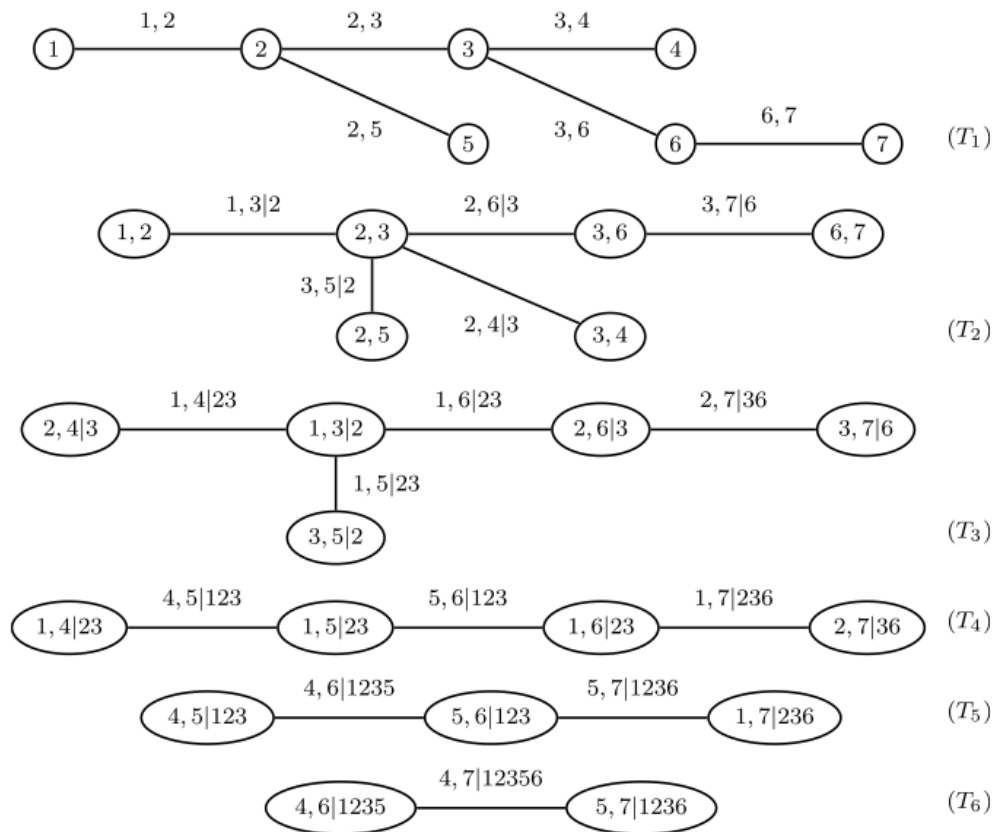 1, 2 2, 3 3, 4
1 2 3 4
2, 5 3, 6 6, 7
5 6 7 (T1)
1, 3|2 2, 6|3 3, 7|6
1, 2 2, 3 3, 6 6, 7
3, 5|2 2, 4|3
2, 5 3, 4 (T2)
1, 4|23 1, 6|23 2, 7|36
2, 4|3 1, 3|2 2, 6|3 3, 7|6
1, 5|23
3, 5|2 (T3)
4, 5|123 5, 6|123 1, 7|236
1, 4|23 1, 5|23 1, 6|23 2, 7|36 (T4)
4, 6|1235 5, 7|1236
4, 5|123 5, 6|123 1, 7|236 (T5)
4, 7|12356
4, 6|1235 5, 7|1236 (T6)